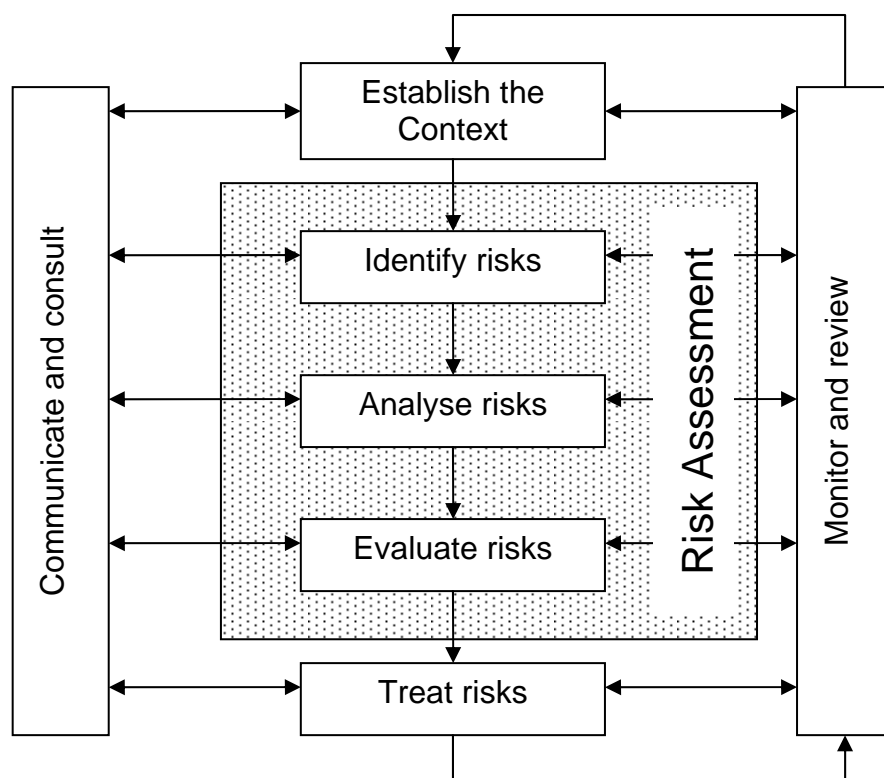 Establish the
Context
Communicate and consult
Identify risks
Analyse risks
Evaluate risks
Risk Assessment
Monitor and review
Treat risks